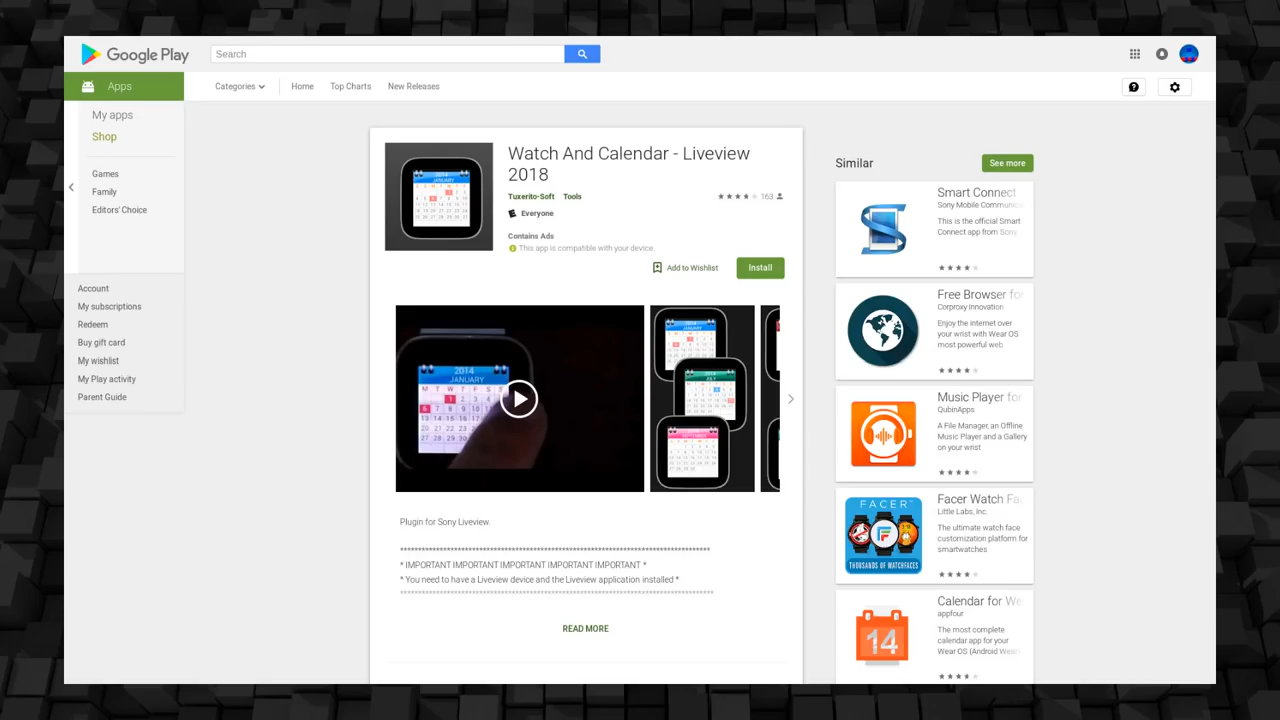 Google Play
Search
Apps
Categories
Home
Top Charts
New Releases
My apps
Shop
Games
Family
Editors' Choice
Account
My subscriptions
Redeem
Buy gift card
My wishlist
My Play activity
Parent Guide
Watch And Calendar - Liveview
2018
Tuxerito-Soft Tools
163
Everyone
Contains Ads
This app is compatible with your device.
Add to Wishlist
Install
2014
JANUARY
Plugin for Sony Liveview.
* IMPORTANT IMPORTANT IMPORTANT IMPORTANT IMPORTANT *
* You need to have a Liveview device and the Liveview application installed *
READ MORE
Similar
See more
Smart Connect
Sony Mobile Communic
This is the official Smart
Connect app from Sony
Free Browser for
Corproxy Innovation
Enjoy the internet over
your wrist with Wear OS
most powerful web
Music Player for
QubinApps
A File Manager, an Offline
Music Player and a Gallery
on your wrist
FACER
THOUSANDS OF WATCHFACES
Facer Watch Fa
Little Labs, Inc.
The ultimate watch face
customization platform for
smartwatches
14
Calendar for We
appfour
The most complete
calendar app for your
Wear OS (Android Wear